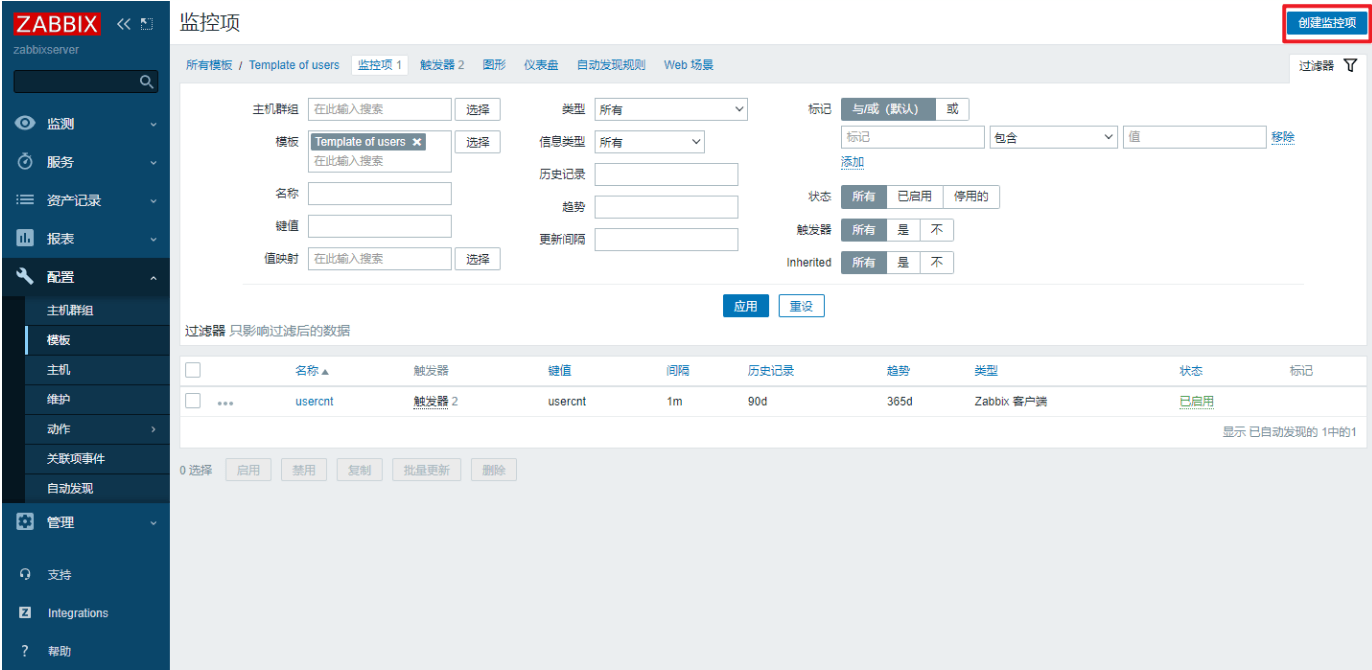 ZABBIX
zabbixserver
监测
服务
资产记录
报表
配置
主机群组
模板
主机
维护
动作
关联项事件
自动发现
管理
支持
Z Integrations
? 帮助
监控项 创建监控项
所有模板 / Template of users 监控项 1 触发器 2 图形 仪表盘 自动发现规则 Web 场景 过滤器
主机群组 在此输入搜索 选择 类型 所有 标记 与/或 (默认) 或
模板 Template of users 选择 信息类型 所有 标记 包含 值 移除
在此输入搜索 添加
历史记录
名称 趋势 状态 所有 已启用 停用的
键值 更新间隔 触发器 所有 是 不
值映射 在此输入搜索 选择 Inherited 所有 是 不
应用 重设
过滤器 只影响过滤后的数据
名称 触发器 键值 间隔 历史记录 趋势 类型 状态 标记
usercnt 触发器 2 usercnt 1m 90d 365d Zabbix 客户端 已启用
显示 已自动发现的 1中的1
0 选择 启用 禁用 复制 批量更新 删除